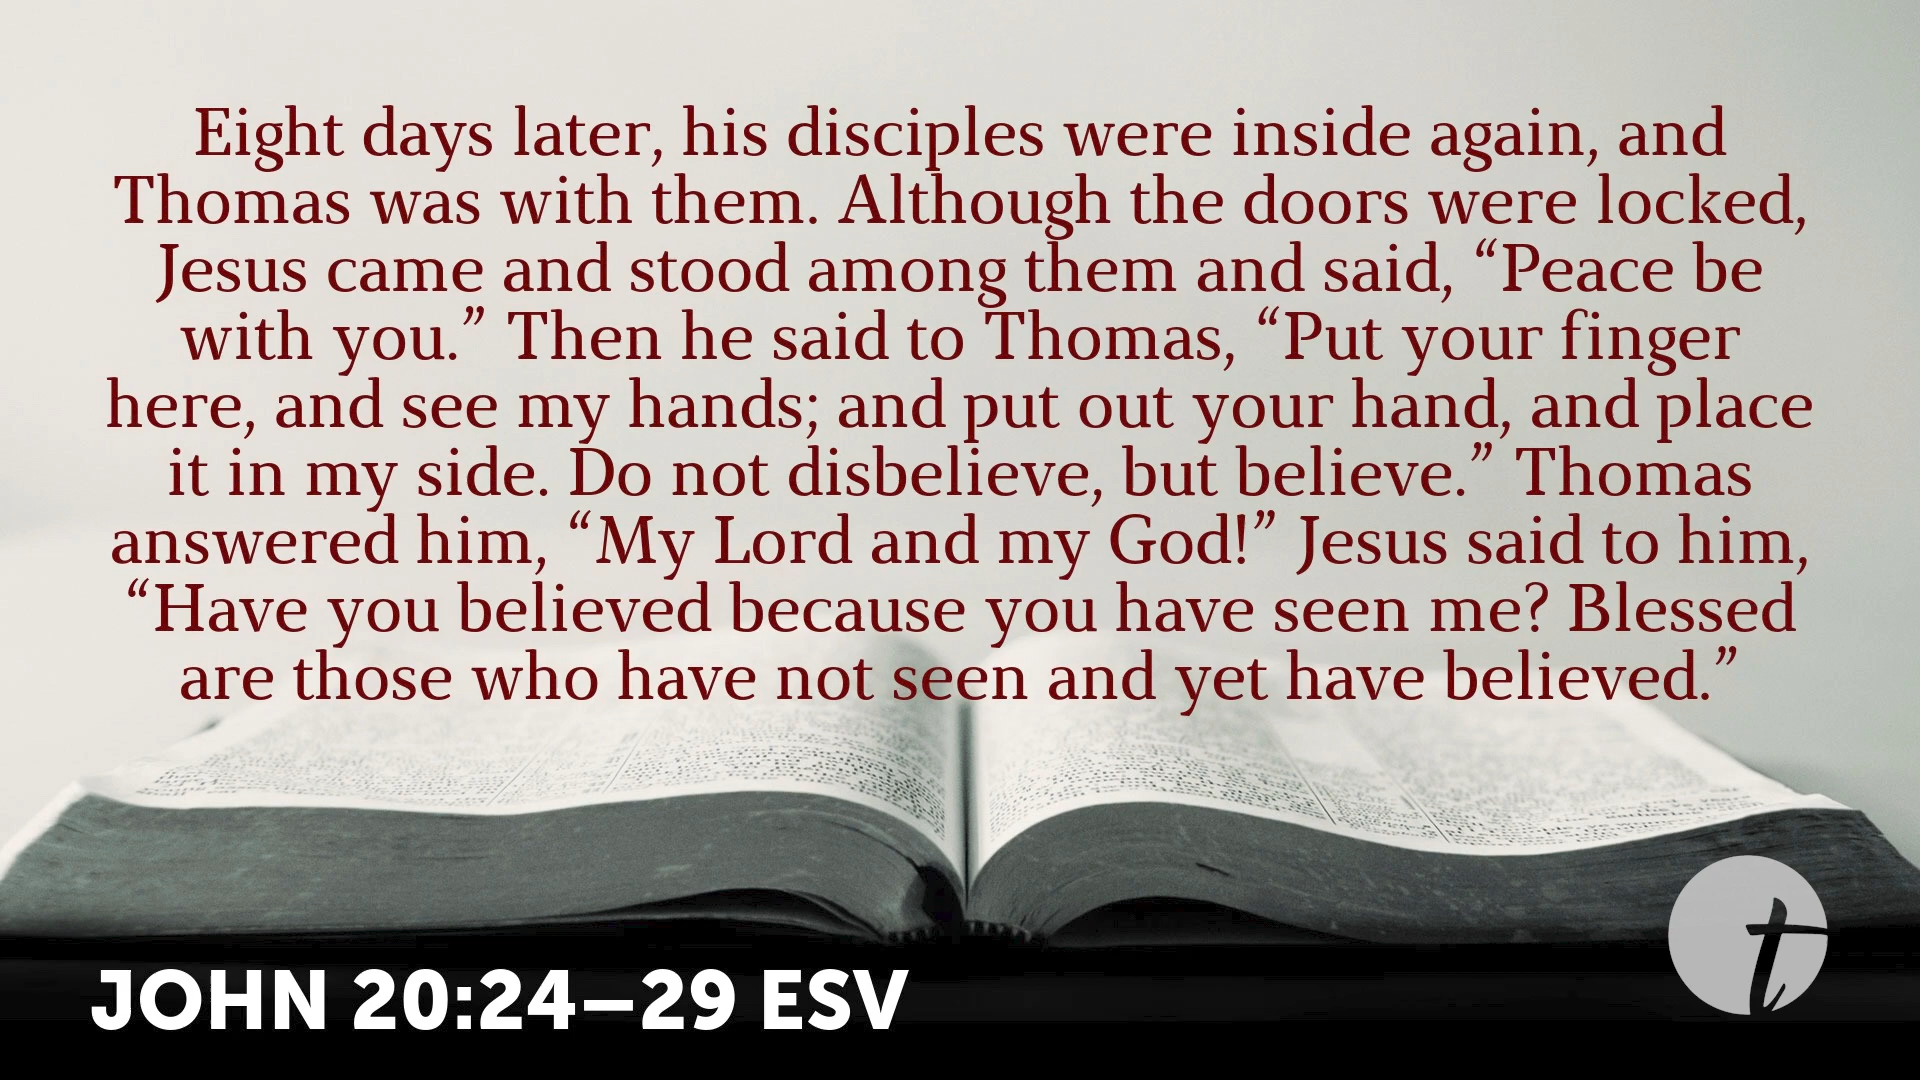 Eight days later, his disciples were inside again, and
Thomas was with them. Although the doors were locked,
Jesus came and stood among them and said, “Peace be
with you.” Then he said to Thomas, “Put your finger
here, and see my hands; and put out your hand, and place
it in my side. Do not disbelieve, but believe.” Thomas
answered him, “My Lord and my God!” Jesus said to him,
“Have you believed because you have seen me? Blessed
are those who have not seen and yet have believed.”
JOHN 20:24–29 ESV
t